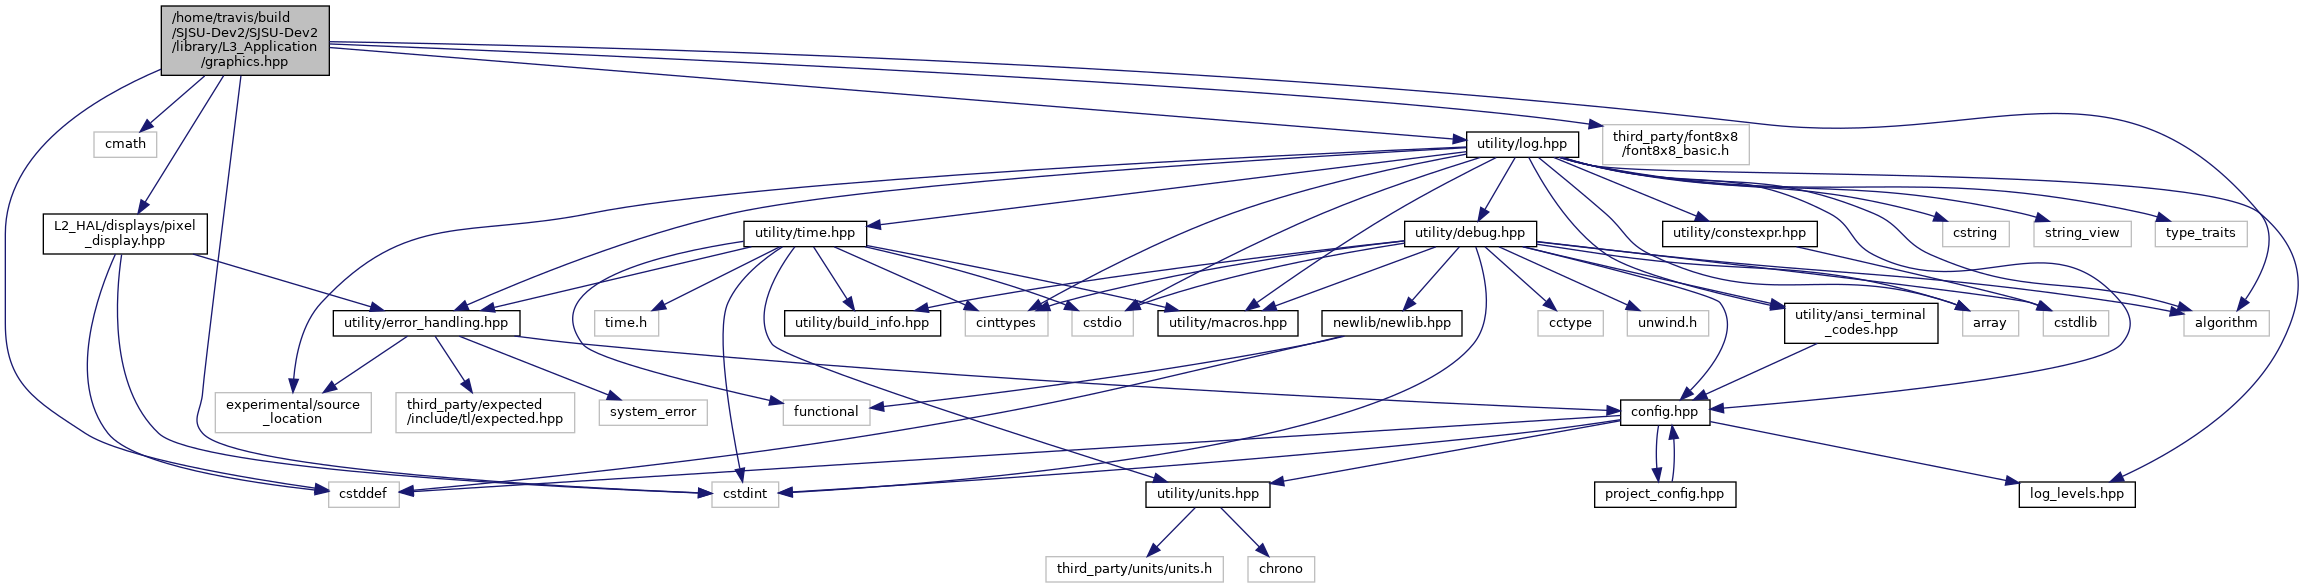 /home/travis/build
/SJSU-Dev2/SJSU-Dev2
/library/L3_Application
/graphics.hpp
cmath
utility/log.hpp
third_party/font8x8
/font8x8_basic.h
L2_HAL/displays/pixel
_display.hpp
utility/time.hpp
utility/debug.hpp
utility/constexpr.hpp
cstring
string_view
type_traits
utility/error_handling.hpp
time.h
utility/build_info.hpp
cinttypes
cstdio
utility/macros.hpp
newlib/newlib.hpp
cctype
unwind.h
utility/ansi_terminal
_codes.hpp
array
cstdlib
algorithm
experimental/source
_location
third_party/expected
/include/tl/expected.hpp
system_error
functional
config.hpp
cstddef
cstdint
utility/units.hpp
project_config.hpp
log_levels.hpp
third_party/units/units.h
chrono